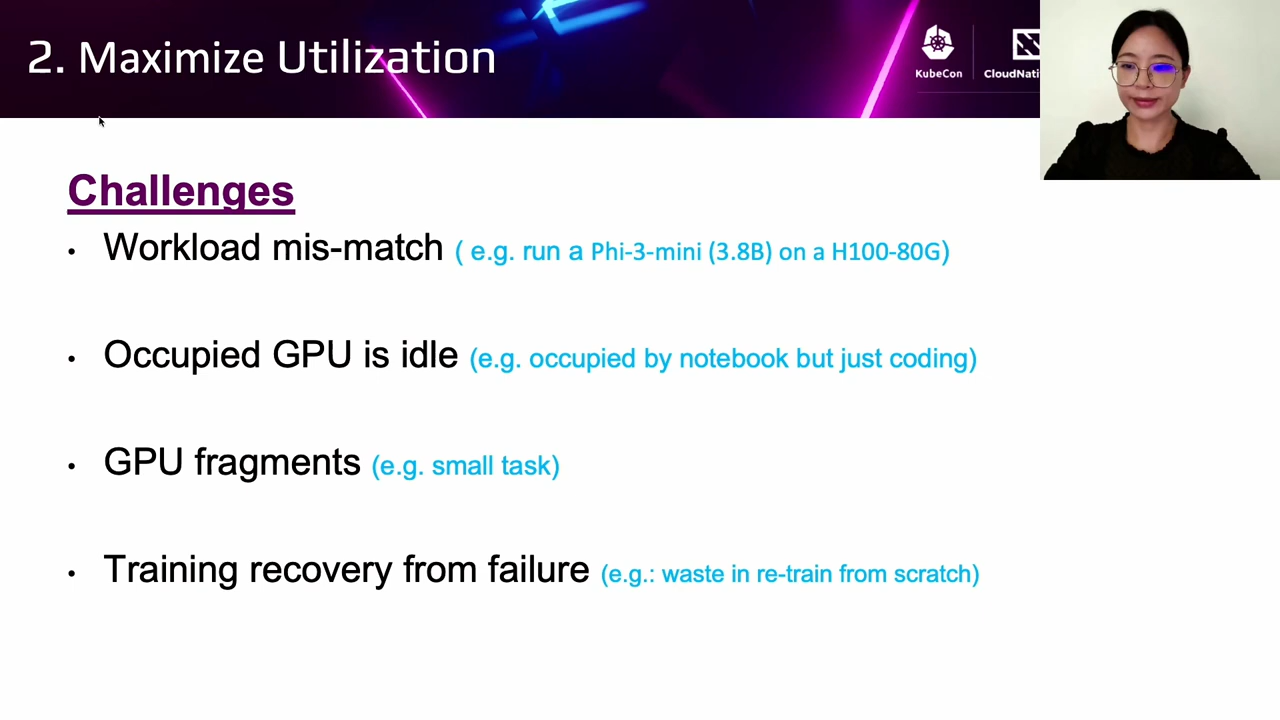 2. Maximize Utilization
KubeCon
Challenges
• Workload mis-match ( e.g. run a Phi-3-mini (3.8B) on a H100-80G)
• Occupied GPU is idle (e.g. occupied by notebook but just coding)
• GPU fragments (e.g. small task)
• Training recovery from failure (e.g.: waste in re-train from scratch)